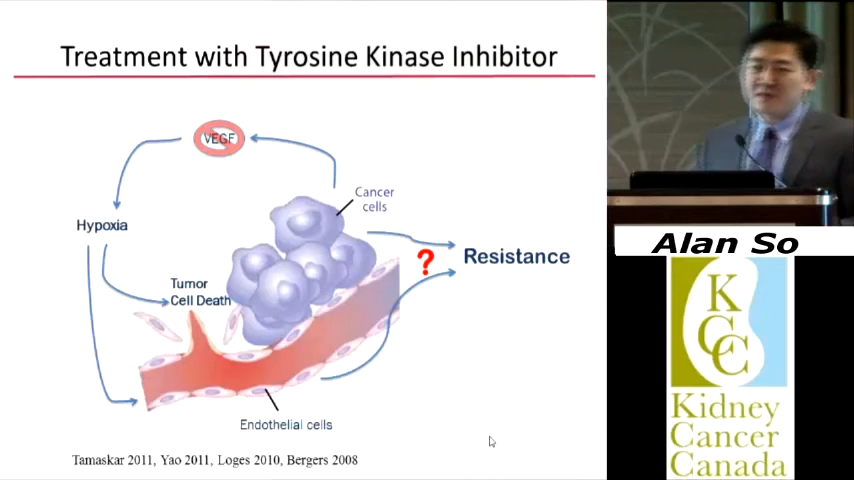 Treatment with Tyrosine Kinase Inhibitor
VEGF
Cancer
cells
Hypoxia
Resistance
?
Tumor
Cell Death
Endothelial cells
Tamaskar 2011, Yao 2011, Loges 2010, Bergers 2008
Alan So
K
C
C
Kidney
Cancer
Canada